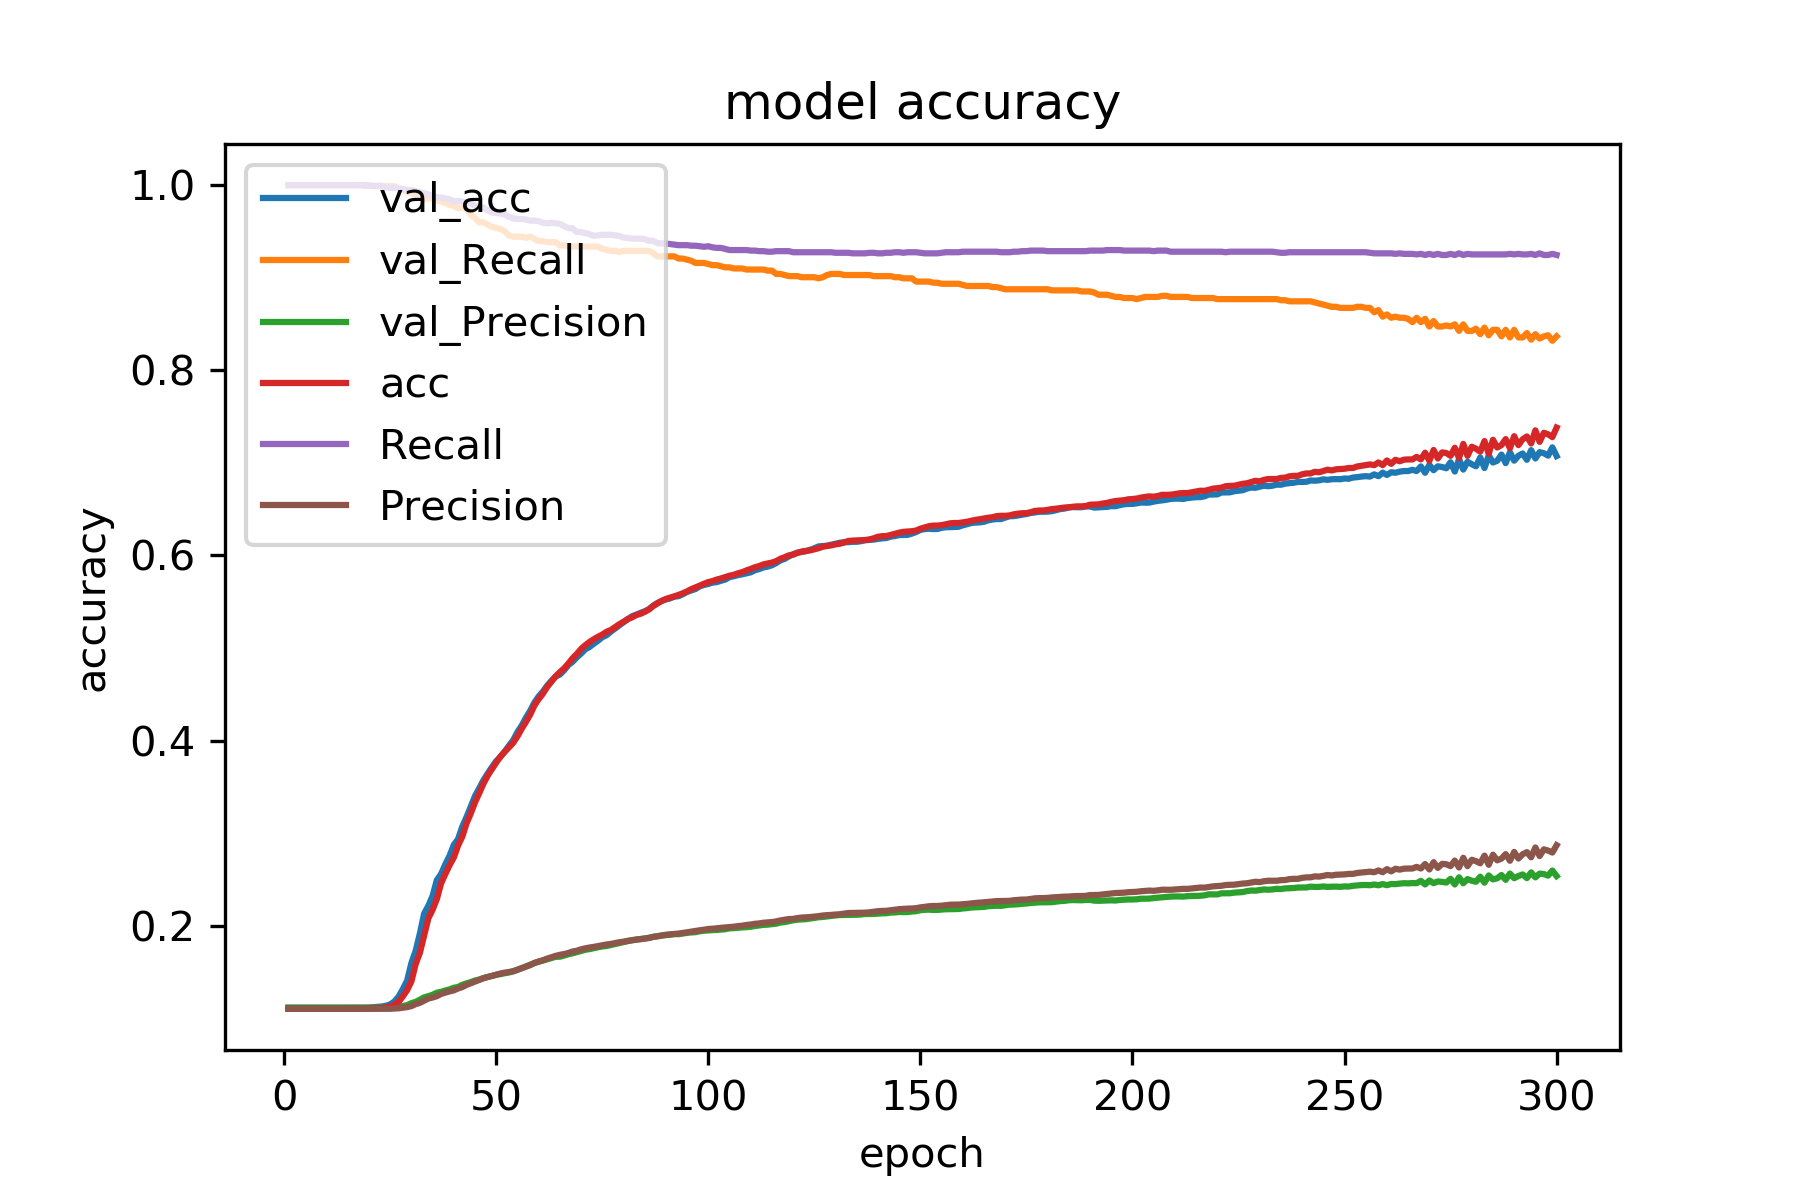 model accuracy
accuracy
1.0
0.8
0.6
0.4
0.2
val_acc
val_Recall
val_Precision
acc
Recall
Precision
0 50 100 150 200 250 300
epoch